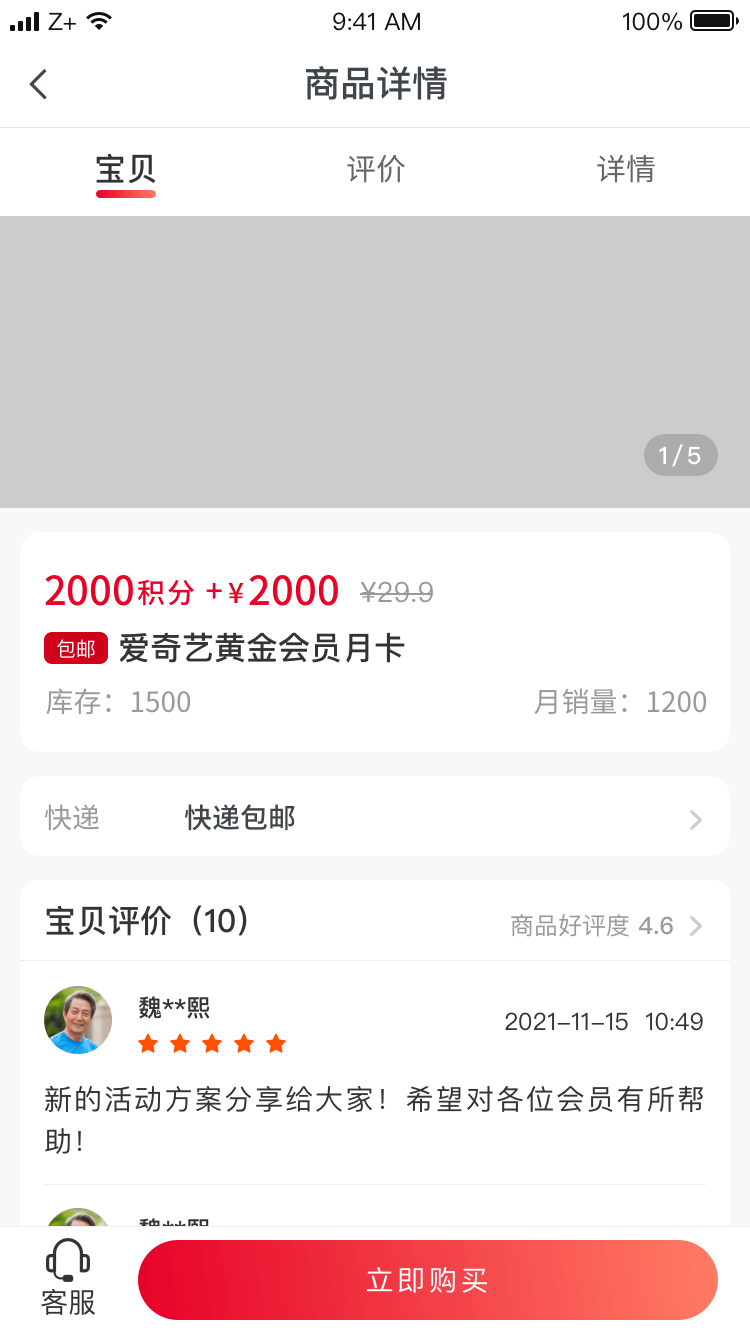 Z+ 9:41 AM 100%
商品详情
宝贝 评价 详情
1/5
2000积分 +¥2000 ¥29.9
包邮 爱奇艺黄金会员月卡
库存：1500 月销量：1200
快递 快递包邮
宝贝评价（10） 商品好评度 4.6
魏**熙
2021-11-15 10:49
新的活动方案分享给大家！希望对各位会员有所帮
助！
魏**熙
客服 立即购买